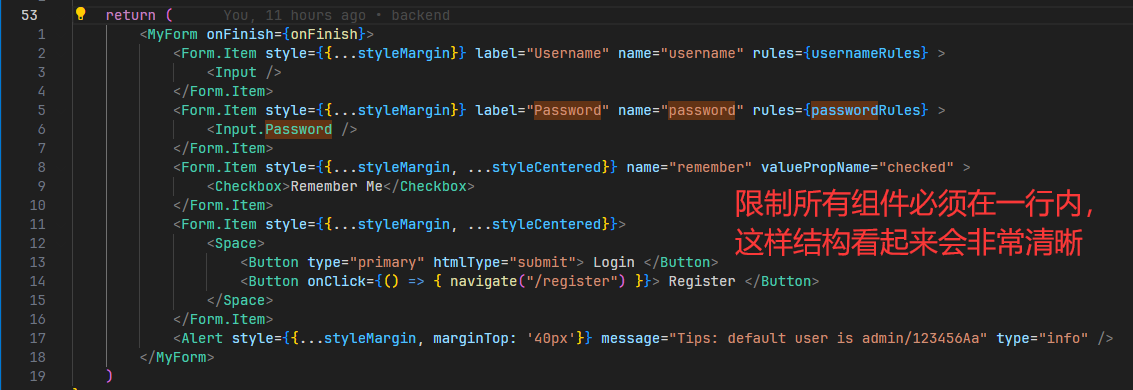 53 return ( You, 11 hours ago • backend
1 <MyForm onFinish={onFinish}>
2 <Form.Item style={{...styleMargin}} label="Username" name="username" rules={usernameRules} >
3 <Input />
4 </Form.Item>
5 <Form.Item style={{...styleMargin}} label="Password" name="password" rules={passwordRules} >
6 <Input.Password />
7 </Form.Item>
8 <Form.Item style={{...styleMargin, ...styleCentered}} name="remember" valuePropName="checked" >
9 <Checkbox>Remember Me</Checkbox>
10 </Form.Item>
11 <Form.Item style={{...styleMargin, ...styleCentered}}>
12 <Space>
13 <Button type="primary" htmlType="submit"> Login </Button>
14 <Button onClick={() => { navigate("/register") }}> Register </Button>
15 </Space>
16 </Form.Item>
17 <Alert style={{...styleMargin, marginTop: '40px'}} message="Tips: default user is admin/123456Aa" type="info" />
18 </MyForm>
19 )
限制所有组件必须在一行内，
这样结构看起来会非常清晰